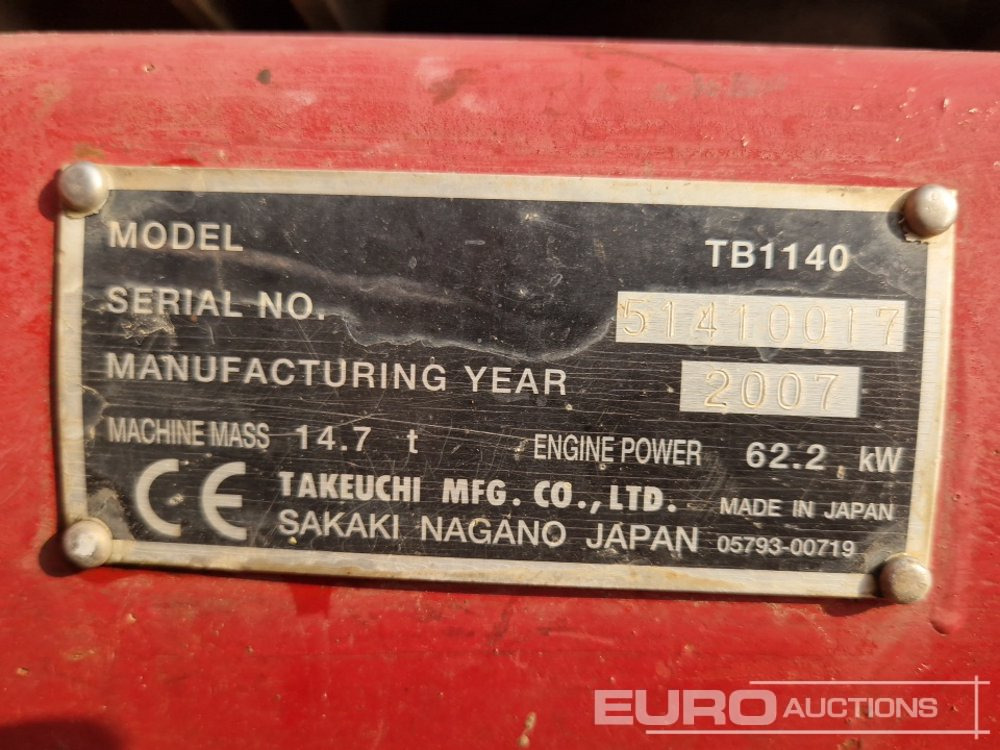 MODEL TB1140
SERIAL NO. 51410017
MANUFACTURING YEAR 2007
MACHINE MASS 14.7 t ENGINE POWER 62.2 kW
CE TAKEUCHI MFG. CO., LTD. MADE IN JAPAN
SAKAKI NAGANO JAPAN 05793-00719
EURO AUCTIONS